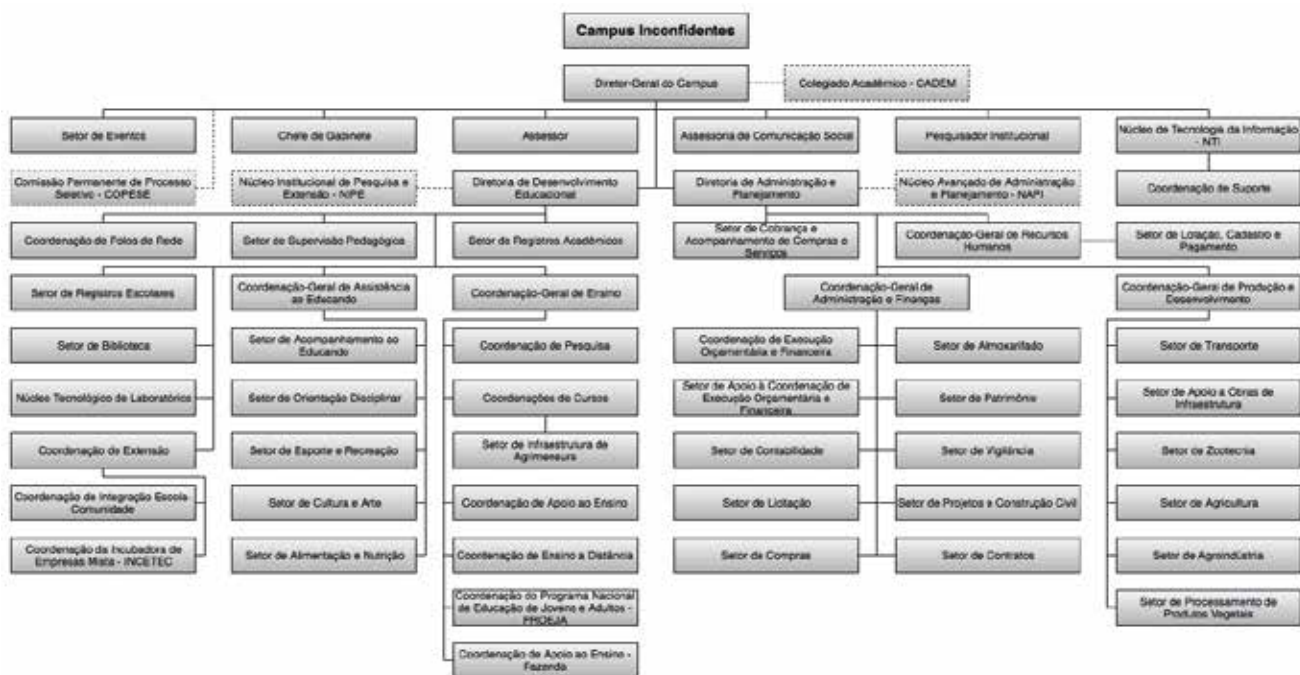 Campus Inconfidentes
Diretor-Geral do Campus
Colegiado Acadêmico - CADEM
Setor de Eventos
Chefe de Gabinete
Assessor
Assessoria de Comunicação Social
Pesquisador Institucional
Núcleo de Tecnologia da Informação
- NTI
Comissão Permanente de Processo
Seletivo - COPESE
Núcleo Institucional de Pesquisa e
Extensão - NIPE
Diretoria de Desenvolvimento
Educacional
Diretoria de Administração e
Planejamento
Núcleo Avançado de Administração
e Planejamento - NAPI
Coordenação de Suporte
Coordenação de Polos de Rede
Setor de Supervisão Pedagógica
Setor de Registros Acadêmicos
Setor de Cobrança e
Acompanhamento de Compras e
Serviços
Coordenação-Geral de Recursos
Humanos
Setor de Lotação, Cadastro e
Pagamento
Setor de Registros Escolares
Coordenação-Geral de Assistência
ao Educando
Coordenação-Geral de Ensino
Coordenação-Geral de
Administração e Finanças
Coordenação-Geral de Produção e
Desenvolvimento
Setor de Biblioteca
Setor de Acompanhamento ao
Educando
Coordenação de Pesquisa
Coordenação de Execução
Orçamentária e Financeira
Setor de Almoxarifado
Setor de Transporte
Núcleo Tecnológico de Laboratórios
Setor de Orientação Disciplinar
Coordenações de Cursos
Setor de Apoio à Coordenação de
Execução Orçamentária e
Financeira
Setor de Patrimônio
Setor de Apoio a Obras de
Infraestrutura
Coordenação de Extensão
Setor de Esporte e Recreação
Setor de Infraestrutura de
Agrimensura
Setor de Contabilidade
Setor de Vigilância
Setor de Zootecnia
Coordenação de Integração Escola
Comunidade
Setor de Cultura e Arte
Coordenação de Apoio ao Ensino
Setor de Licitação
Setor de Projetos e Construção Civil
Setor de Agricultura
Coordenação da Incubadora de
Empresas Mista - INCETEC
Setor de Alimentação e Nutrição
Coordenação de Ensino a Distância
Setor de Compras
Setor de Contratos
Setor de Agroindústria
Coordenação do Programa Nacional
de Educação de Jovens e Adultos -
PROEJA
Setor de Processamento de
Produtos Vegetais
Coordenação de Apoio ao Ensino -
Fazenda